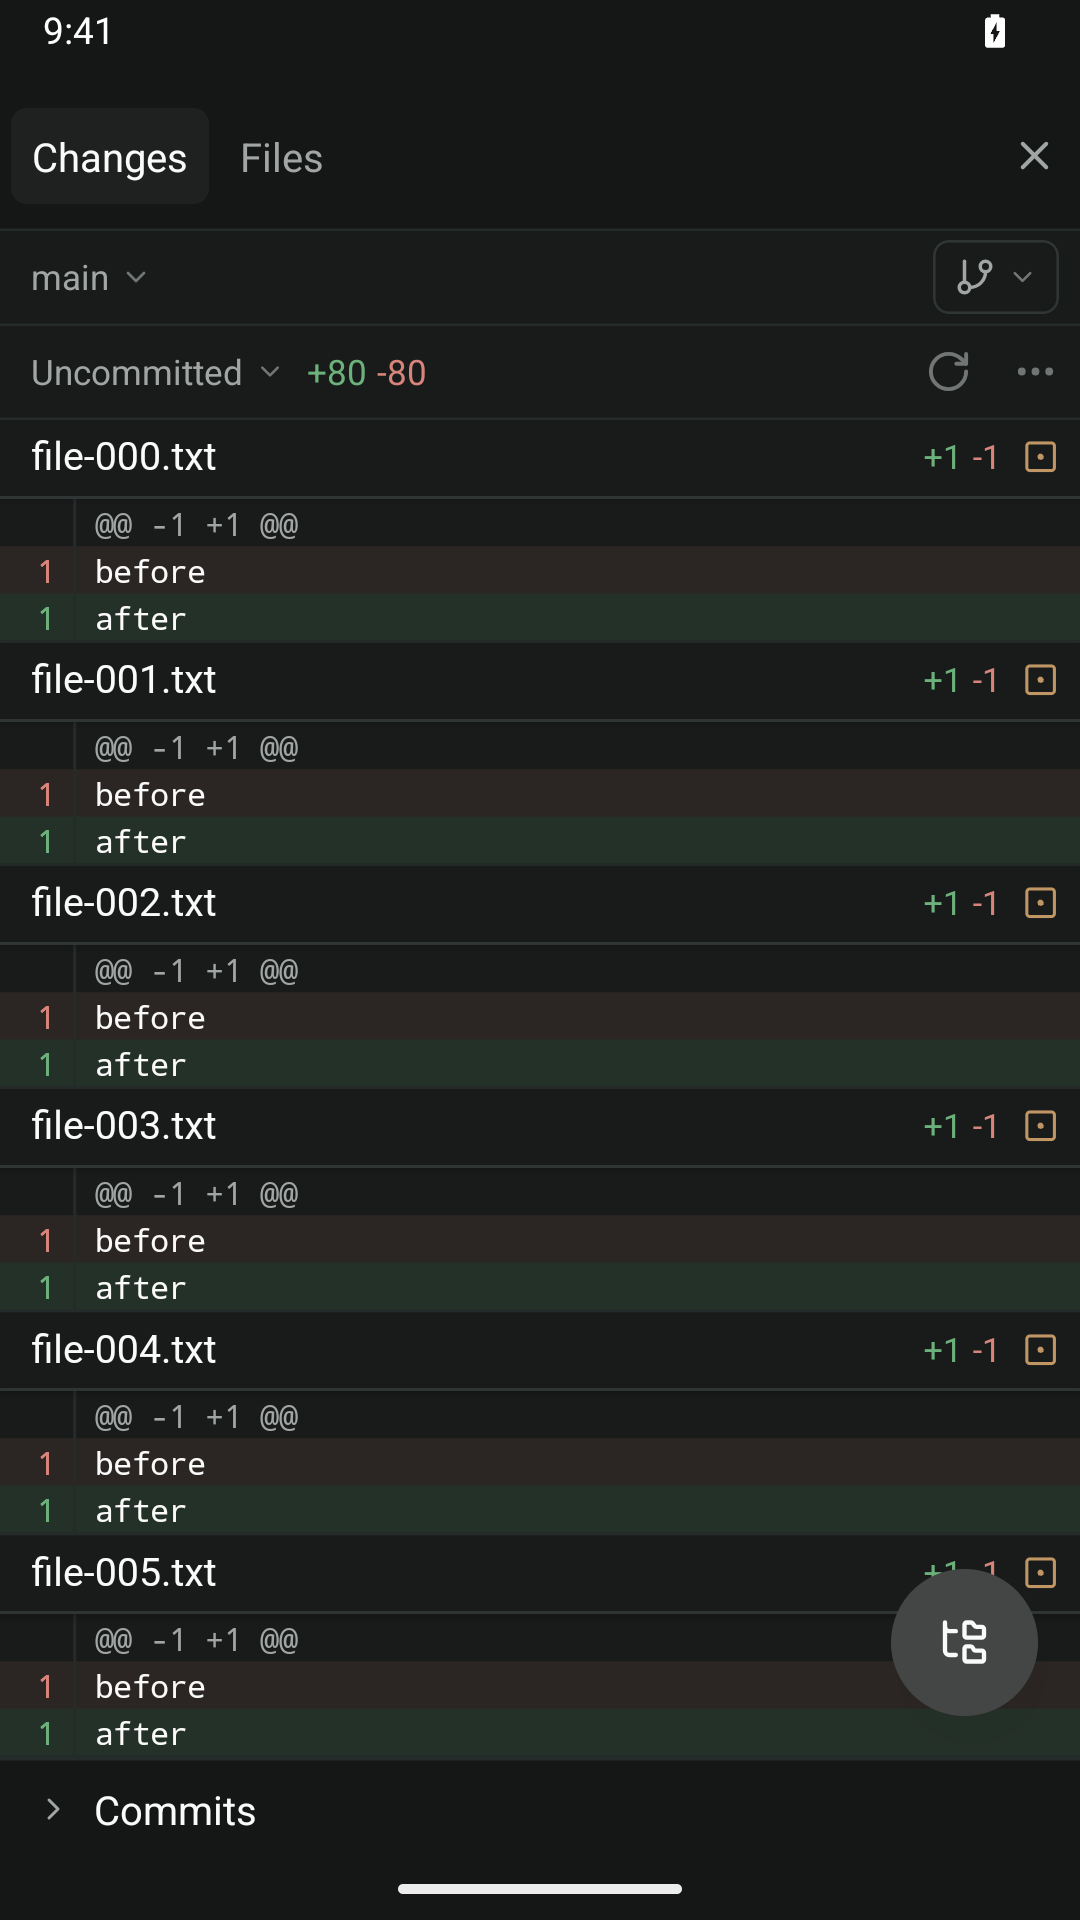 9:41
Changes Files
main
Uncommitted +80 -80
file-000.txt +1 -1
@@ -1 +1 @@
1 before
1 after
file-001.txt +1 -1
@@ -1 +1 @@
1 before
1 after
file-002.txt +1 -1
@@ -1 +1 @@
1 before
1 after
file-003.txt +1 -1
@@ -1 +1 @@
1 before
1 after
file-004.txt +1 -1
@@ -1 +1 @@
1 before
1 after
file-005.txt
@@ -1 +1 @@
1 before
1 after
Commits